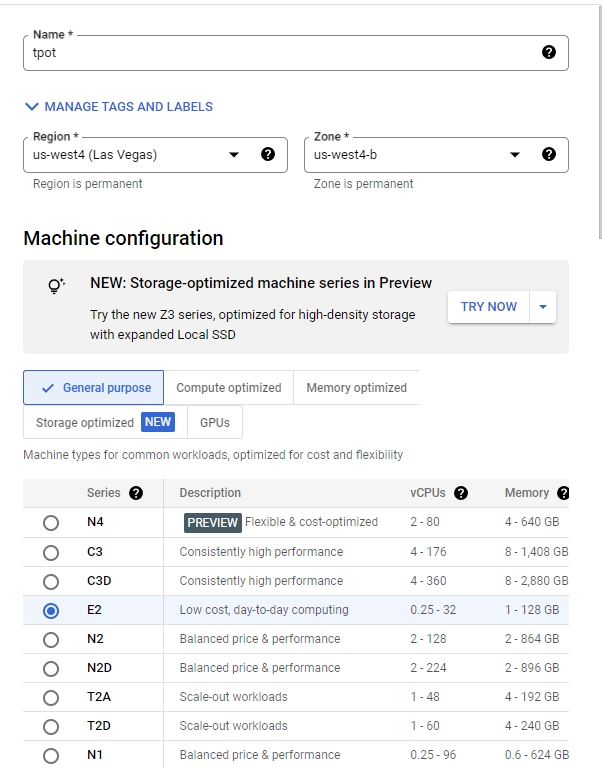 Name *
tpot
MANAGE TAGS AND LABELS
Region * Zone *
us-west4 (Las Vegas) us-west4-b
Region is permanent Zone is permanent
Machine configuration
NEW: Storage-optimized machine series in Preview
Try the new Z3 series, optimized for high-density storage
with expanded Local SSD
TRY NOW
General purpose Compute optimized Memory optimized
Storage optimized NEW GPUs
Machine types for common workloads, optimized for cost and flexibility
Series Description vCPUs Memory
N4 PREVIEW Flexible & cost-optimized 2 - 80 4 - 640 GB
C3 Consistently high performance 4 - 176 8 - 1,408 GB
C3D Consistently high performance 4 - 360 8 - 2,880 GB
E2 Low cost, day-to-day computing 0.25 - 32 1 - 128 GB
N2 Balanced price & performance 2 - 128 2 - 864 GB
N2D Balanced price & performance 2 - 224 2 - 896 GB
T2A Scale-out workloads 1 - 48 4 - 192 GB
T2D Scale-out workloads 1 - 60 4 - 240 GB
N1 Balanced price & performance 0.25 - 96 0.6 - 624 GB